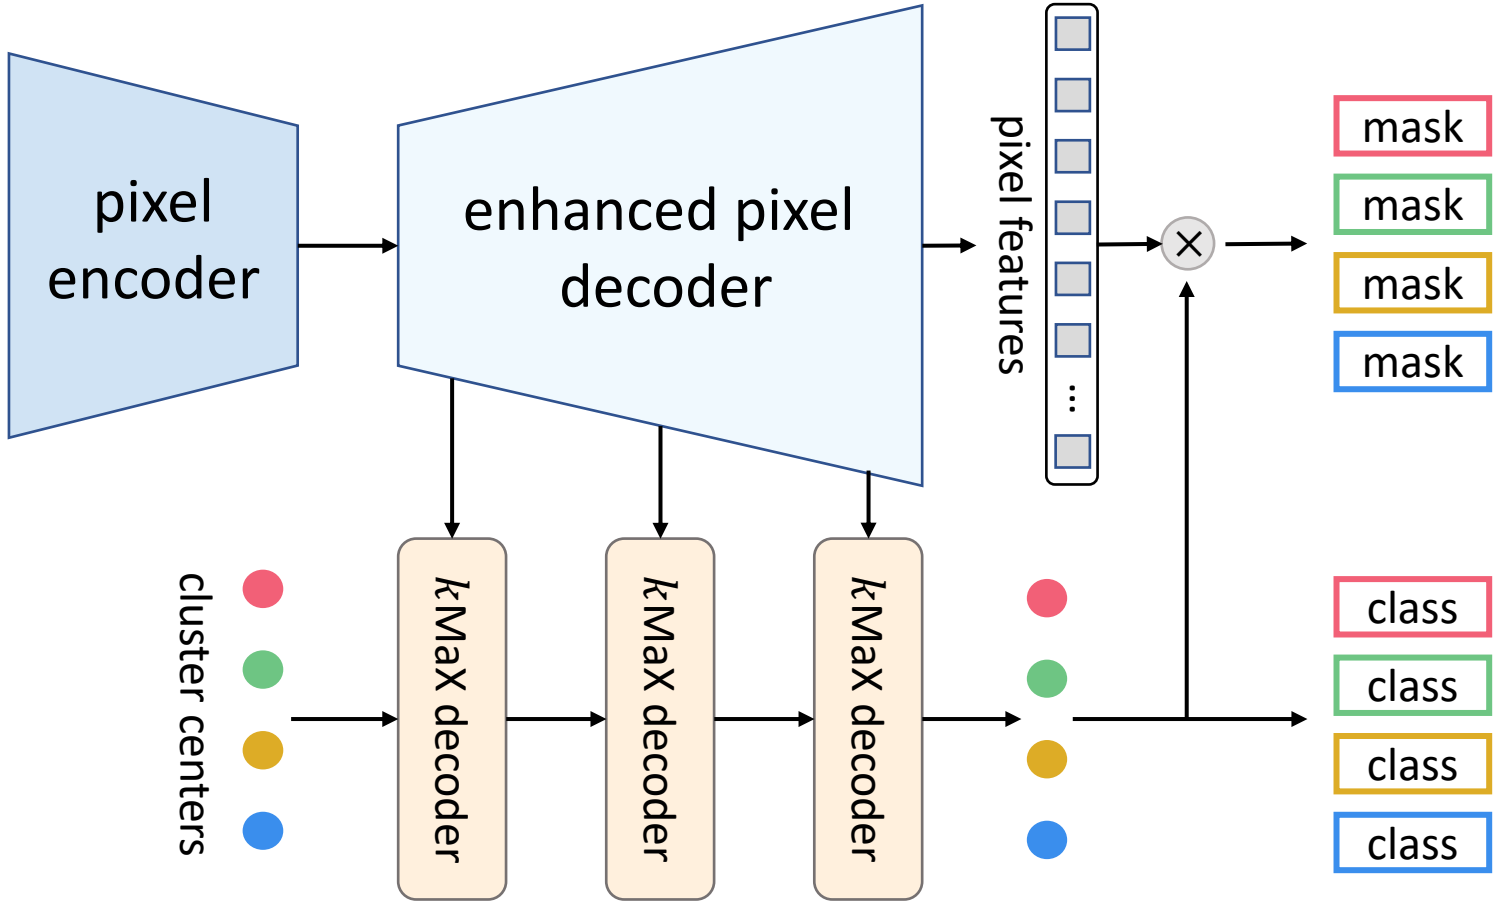 pixel
encoder
enhanced pixel
decoder
pixel features
...
×
mask
mask
mask
mask
cluster centers
kMaX decoder
kMaX decoder
kMaX decoder
class
class
class
class